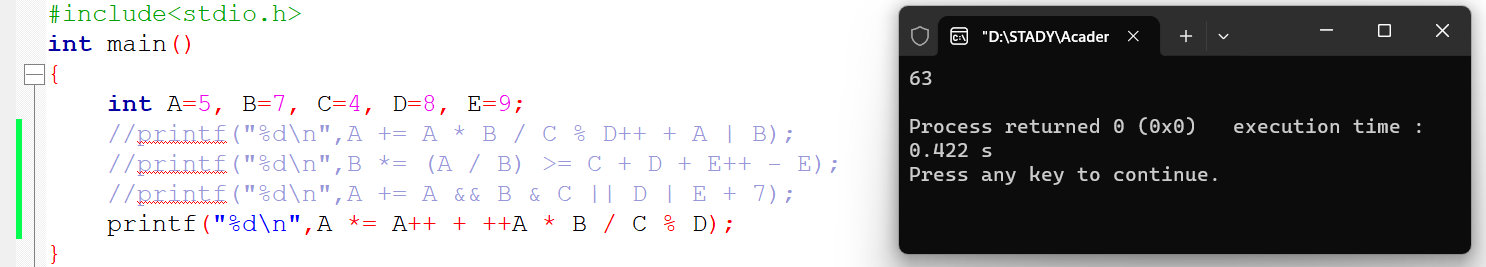 #include<stdio.h>
int main()
{
int A=5, B=7, C=4, D=8, E=9;
//printf("%d\n",A += A * B / C % D++ + A | B);
//printf("%d\n",B *= (A / B) >= C + D + E++ - E);
//printf("%d\n",A += A && B & C || D | E + 7);
printf("%d\n",A *= A++ + ++A * B / C % D);
}
"D:\STADY\Acader
63
Process returned 0 (0x0)   execution time :
0.422 s
Press any key to continue.